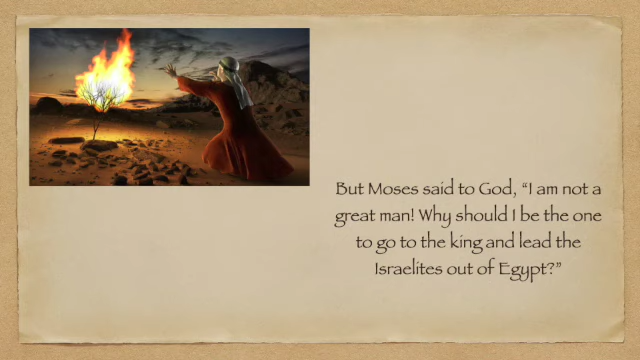 But Moses said to God, “I am not a
great man! Why should I be the one
to go to the king and lead the
Israelites out of Egypt?”